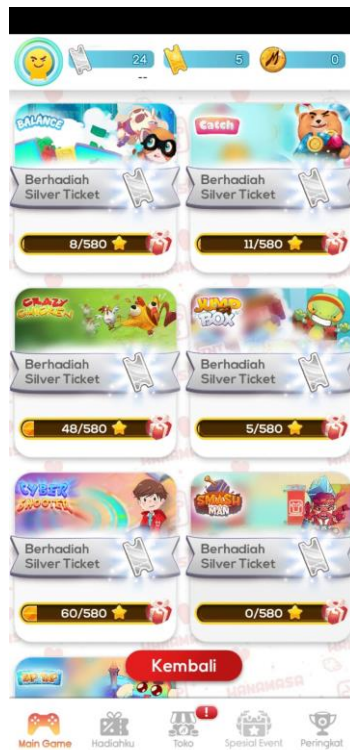 24
5
0
--
BALANCE
Catch
Berhadiah
Silver Ticket
Berhadiah
Silver Ticket
8/580
11/580
CRAZY
CHICKEN
JUMP
BOX
Berhadiah
Silver Ticket
Berhadiah
Silver Ticket
48/580
5/580
CYBER
SHOOTER
SMASH
MAN
Berhadiah
Silver Ticket
Berhadiah
Silver Ticket
60/580
0/580
Kembali
HANAMASA
Main Game
Hadiahku
Toko
Spesial Event
Peringkat